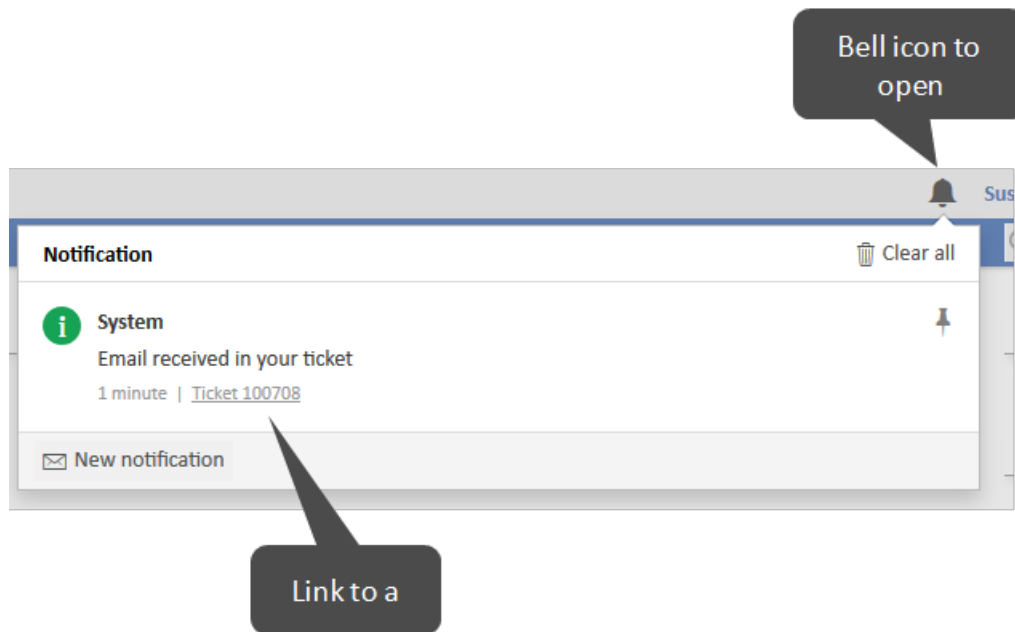 Bell icon to
open
Sus
Notification
Clear all
System
Email received in your ticket
1 minute | Ticket 100708
New notification
Link to a